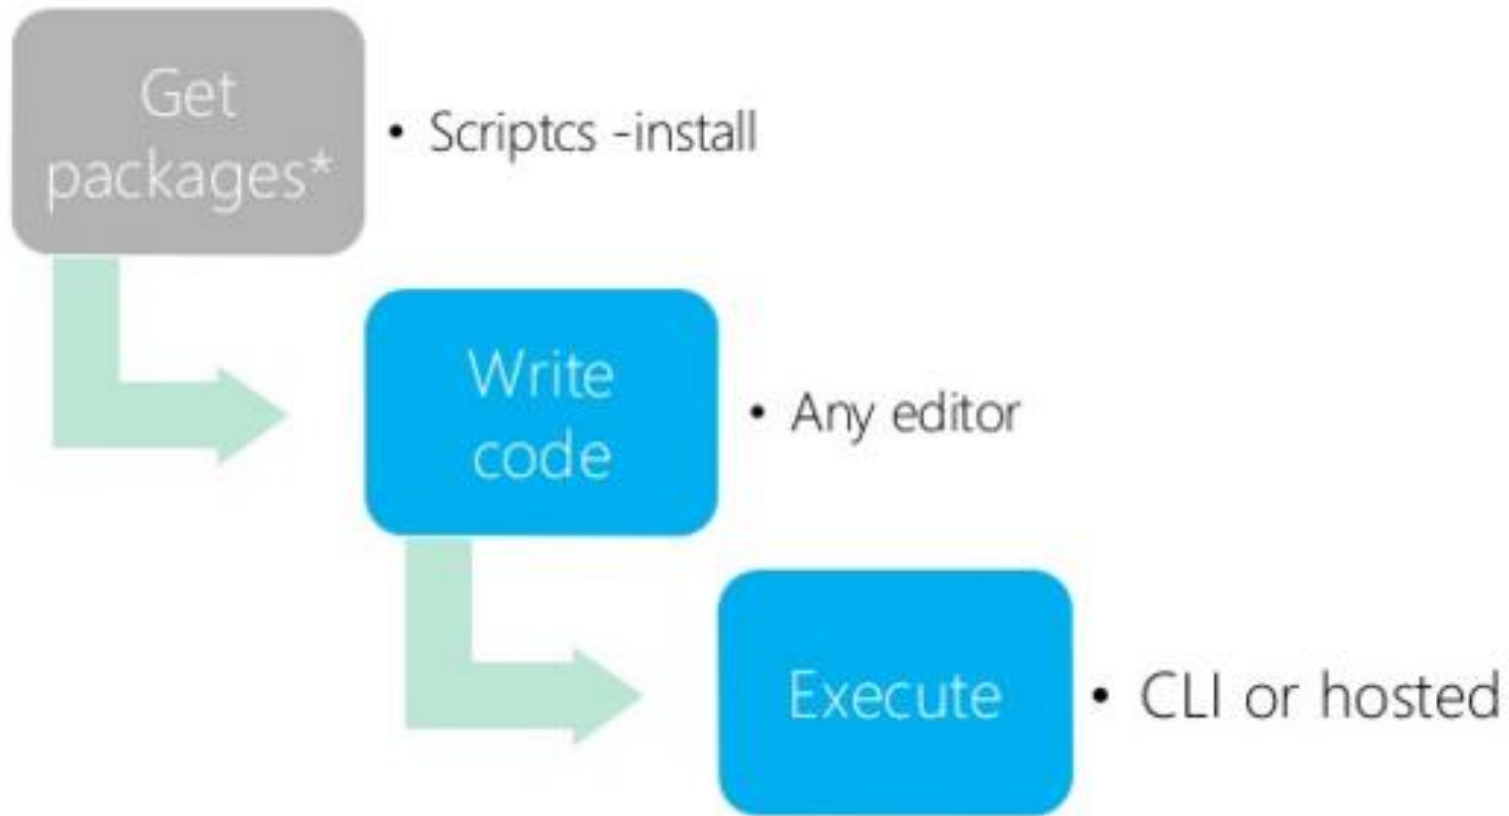 Get
packages*
• Scriptcs -install
Write
code
• Any editor
Execute
• CLI or hosted